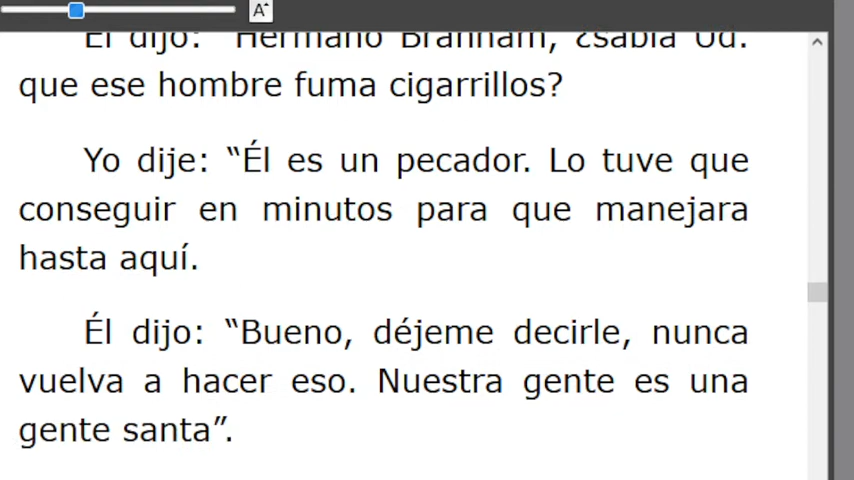 A
Él dijo: “Hermano Branham, ¿sabía Ud.
que ese hombre fuma cigarrillos?
Yo dije: “Él es un pecador. Lo tuve que
conseguir en minutos para que manejara
hasta aquí.
Él dijo: “Bueno, déjeme decirle, nunca
vuelva a hacer eso. Nuestra gente es una
gente santa”.